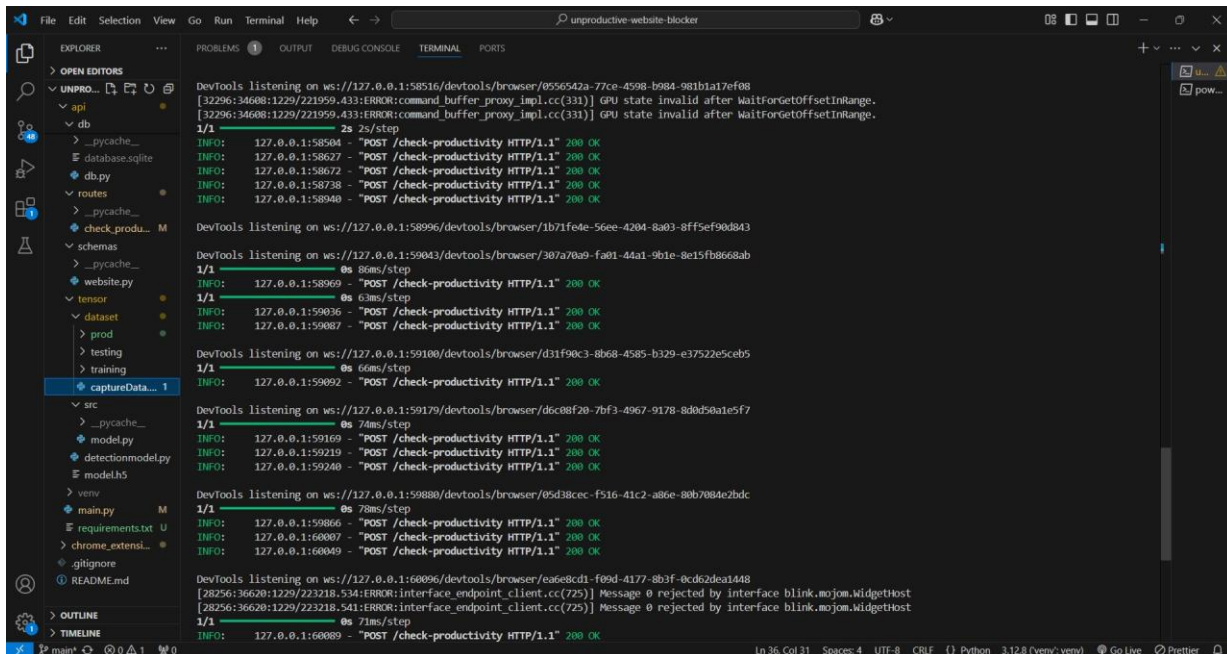 File Edit Selection View Go Run Terminal Help
unproductive-website-blocker
EXPLORER
OPEN EDITORS
UNPRO...
api
db
__pycache__
database.sqlite
db.py
routes
__pycache__
check_produ... M
schemas
__pycache__
website.py
tensor
dataset
prod
testing
training
captureData.... 1
src
__pycache__
model.py
detectionmodel.py
model.h5
venv
main.py M
requirements.txt U
chrome_extensi...
.gitignore
README.md
OUTLINE
TIMELINE
48
1
PROBLEMS 1 OUTPUT DEBUG CONSOLE TERMINAL PORTS
DevTools listening on ws://127.0.0.1:58516/devtools/browser/0556542a-77ce-4598-b984-981b1a17ef08
[32296:34608:1229/221959.433:ERROR:command_buffer_proxy_impl.cc(331)] GPU state invalid after WaitForGetOffsetInRange.
[32296:34608:1229/221959.433:ERROR:command_buffer_proxy_impl.cc(331)] GPU state invalid after WaitForGetOffsetInRange.
1/1 2s 2s/step
INFO: 127.0.0.1:58504 - "POST /check-productivity HTTP/1.1" 200 OK
INFO: 127.0.0.1:58627 - "POST /check-productivity HTTP/1.1" 200 OK
INFO: 127.0.0.1:58672 - "POST /check-productivity HTTP/1.1" 200 OK
INFO: 127.0.0.1:58738 - "POST /check-productivity HTTP/1.1" 200 OK
INFO: 127.0.0.1:58940 - "POST /check-productivity HTTP/1.1" 200 OK
DevTools listening on ws://127.0.0.1:58996/devtools/browser/1b71fe4e-56ee-4204-8a03-8ff5ef90d843
DevTools listening on ws://127.0.0.1:59043/devtools/browser/307a70a9-fa01-44a1-9b1e-8e15fb8668ab
1/1 0s 86ms/step
INFO: 127.0.0.1:58969 - "POST /check-productivity HTTP/1.1" 200 OK
1/1 0s 63ms/step
INFO: 127.0.0.1:59036 - "POST /check-productivity HTTP/1.1" 200 OK
INFO: 127.0.0.1:59087 - "POST /check-productivity HTTP/1.1" 200 OK
DevTools listening on ws://127.0.0.1:59100/devtools/browser/d31f90c3-8b68-4585-b329-e37522e5ceb5
1/1 0s 66ms/step
INFO: 127.0.0.1:59092 - "POST /check-productivity HTTP/1.1" 200 OK
DevTools listening on ws://127.0.0.1:59179/devtools/browser/d6c08f20-7bf3-4967-9178-8d0d50a1e5f7
1/1 0s 74ms/step
INFO: 127.0.0.1:59169 - "POST /check-productivity HTTP/1.1" 200 OK
INFO: 127.0.0.1:59219 - "POST /check-productivity HTTP/1.1" 200 OK
INFO: 127.0.0.1:59240 - "POST /check-productivity HTTP/1.1" 200 OK
DevTools listening on ws://127.0.0.1:59880/devtools/browser/05d38cec-f516-41c2-a86e-80b7084e2bdc
1/1 0s 78ms/step
INFO: 127.0.0.1:59866 - "POST /check-productivity HTTP/1.1" 200 OK
INFO: 127.0.0.1:60007 - "POST /check-productivity HTTP/1.1" 200 OK
INFO: 127.0.0.1:60049 - "POST /check-productivity HTTP/1.1" 200 OK
DevTools listening on ws://127.0.0.1:60096/devtools/browser/ea6e8cd1-f09d-4177-8b3f-0cd62dea1448
[28256:36620:1229/223218.534:ERROR:interface_endpoint_client.cc(725)] Message 0 rejected by interface blink.mojom.WidgetHost
[28256:36620:1229/223218.541:ERROR:interface_endpoint_client.cc(725)] Message 0 rejected by interface blink.mojom.WidgetHost
1/1 0s 71ms/step
INFO: 127.0.0.1:60089 - "POST /check-productivity HTTP/1.1" 200 OK
u...
pow...
main* 0 1 0 Ln 36, Col 31 Spaces: 4 UTF-8 CRLF {} Python 3.12.8 ('venv': venv) Go Live Prettier